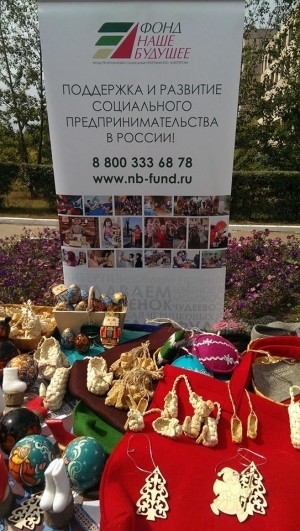 ФОНД
НАШЕ
БУДУЩЕЕ
ПОДДЕРЖКА И РАЗВИТИЕ
СОЦИАЛЬНОГО
ПРЕДПРИНИМАТЕЛЬСТВА
В РОССИИ!
8 800 333 68 78
www.nb-fund.ru